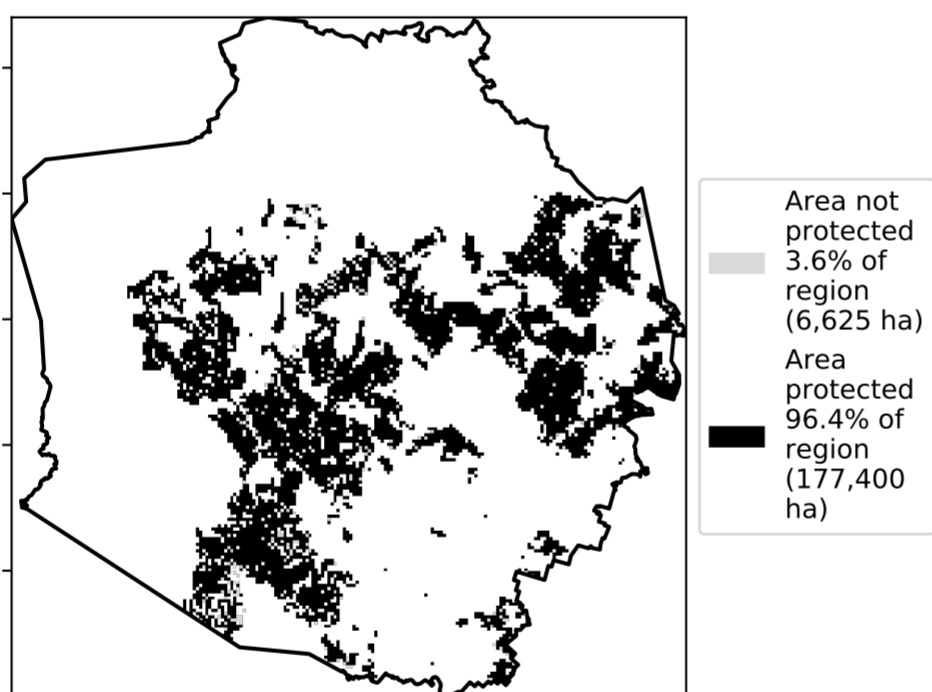 Area not
protected
3.6% of
region
(6,625 ha)
Area
protected
96.4% of
region
(177,400
ha)